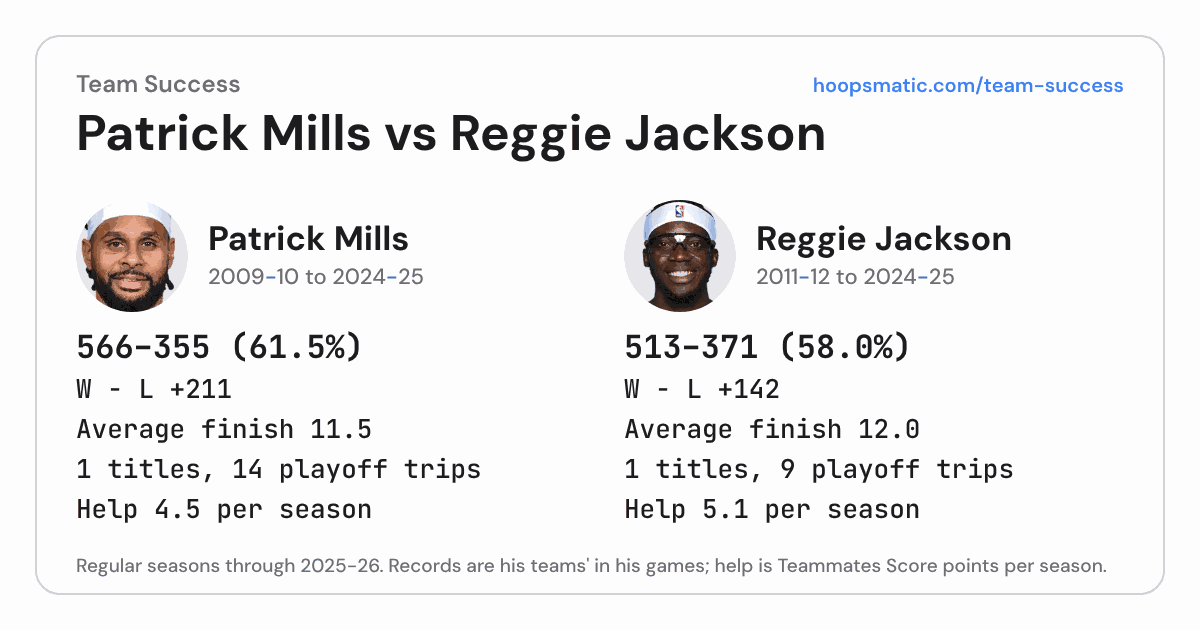 Team Success
hoopsmatic.com/team-success
Patrick Mills vs Reggie Jackson
Patrick Mills
2009-10 to 2024-25
566-355 (61.5%)
W - L +211
Average finish 11.5
1 titles, 14 playoff trips
Help 4.5 per season
Reggie Jackson
2011-12 to 2024-25
513-371 (58.0%)
W - L +142
Average finish 12.0
1 titles, 9 playoff trips
Help 5.1 per season
Regular seasons through 2025-26. Records are his teams' in his games; help is Teammates Score points per season.